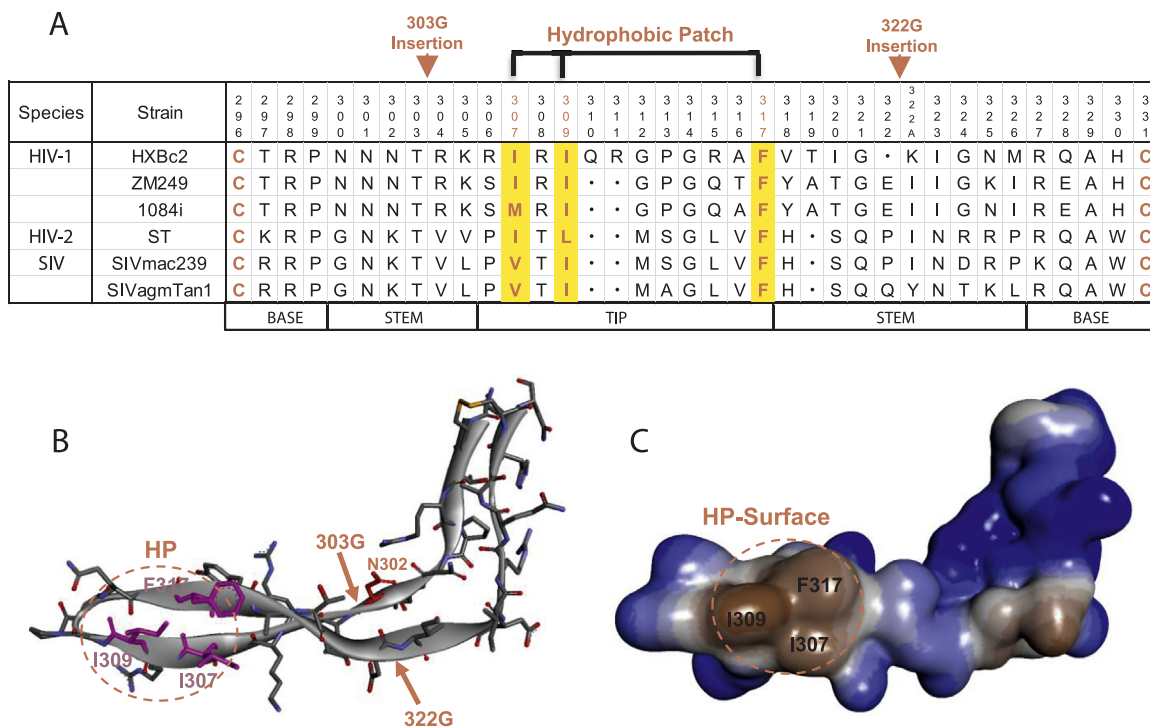 A
303G
Insertion
Hydrophobic Patch
322G
Insertion
Species Strain 296 297 298 299 300 301 302 303 304 305 306 307 308 309 310 311 312 313 314 315 316 317 318 319 320 321 322 322A 323 324 325 326 327 328 329 330 331
HIV-1 HXBc2 C T R P N N N T R K R I R I Q R G P G R A F V T I G · K I G N M R Q A H C
ZM249 C T R P N N N T R K S I R I · · G P G Q T F Y A T G E I I G K I R E A H C
1084i C T R P N N N T R K S M R I · · G P G Q A F Y A T G E I I G N I R E A H C
HIV-2 ST C K R P G N K T V V P I T L · · M S G L V F H · S Q P I N R R P R Q A W C
SIV SIVmac239 C R R P G N K T V L P V T I · · M S G L V F H · S Q P I N D R P K Q A W C
SIVagmTan1 C R R P G N K T V L P V T I · · M A G L V F H · S Q Q Y N T K L R Q A W C
BASE STEM TIP STEM BASE
B
HP
303G
N302
F317
I309
I307
322G
C
HP-Surface
F317
I309
I307